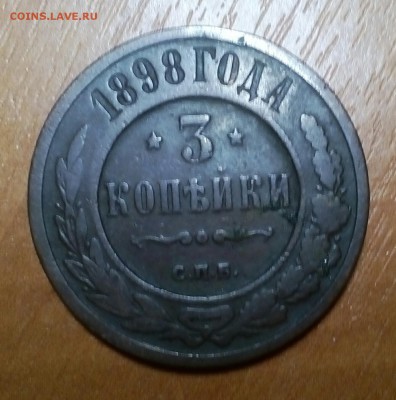 COINS.LAVE.RU
1898 ГОДА
3
КОПѢЙКИ
С.П.Б.